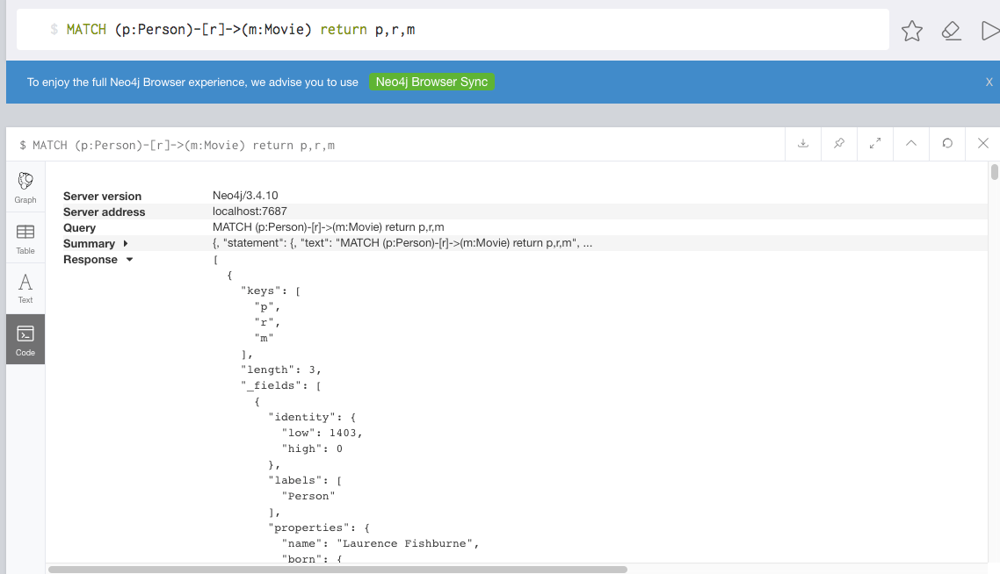 $ MATCH (p:Person)-[r]->(m:Movie) return p,r,m
To enjoy the full Neo4j Browser experience, we advise you to use Neo4j Browser Sync X
$ MATCH (p:Person)-[r]->(m:Movie) return p,r,m
Graph
Table
A
Text
Code
Server version Neo4j/3.4.10
Server address localhost:7687
Query MATCH (p:Person)-[r]->(m:Movie) return p,r,m
Summary {, "statement": {, "text": "MATCH (p:Person)-[r]->(m:Movie) return p,r,m", ...
Response [
{
"keys": [
"p",
"r",
"m"
],
"length": 3,
"_fields": [
{
"identity": {
"low": 1403,
"high": 0
},
"labels": [
"Person"
],
"properties": {
"name": "Laurence Fishburne",
"born": {